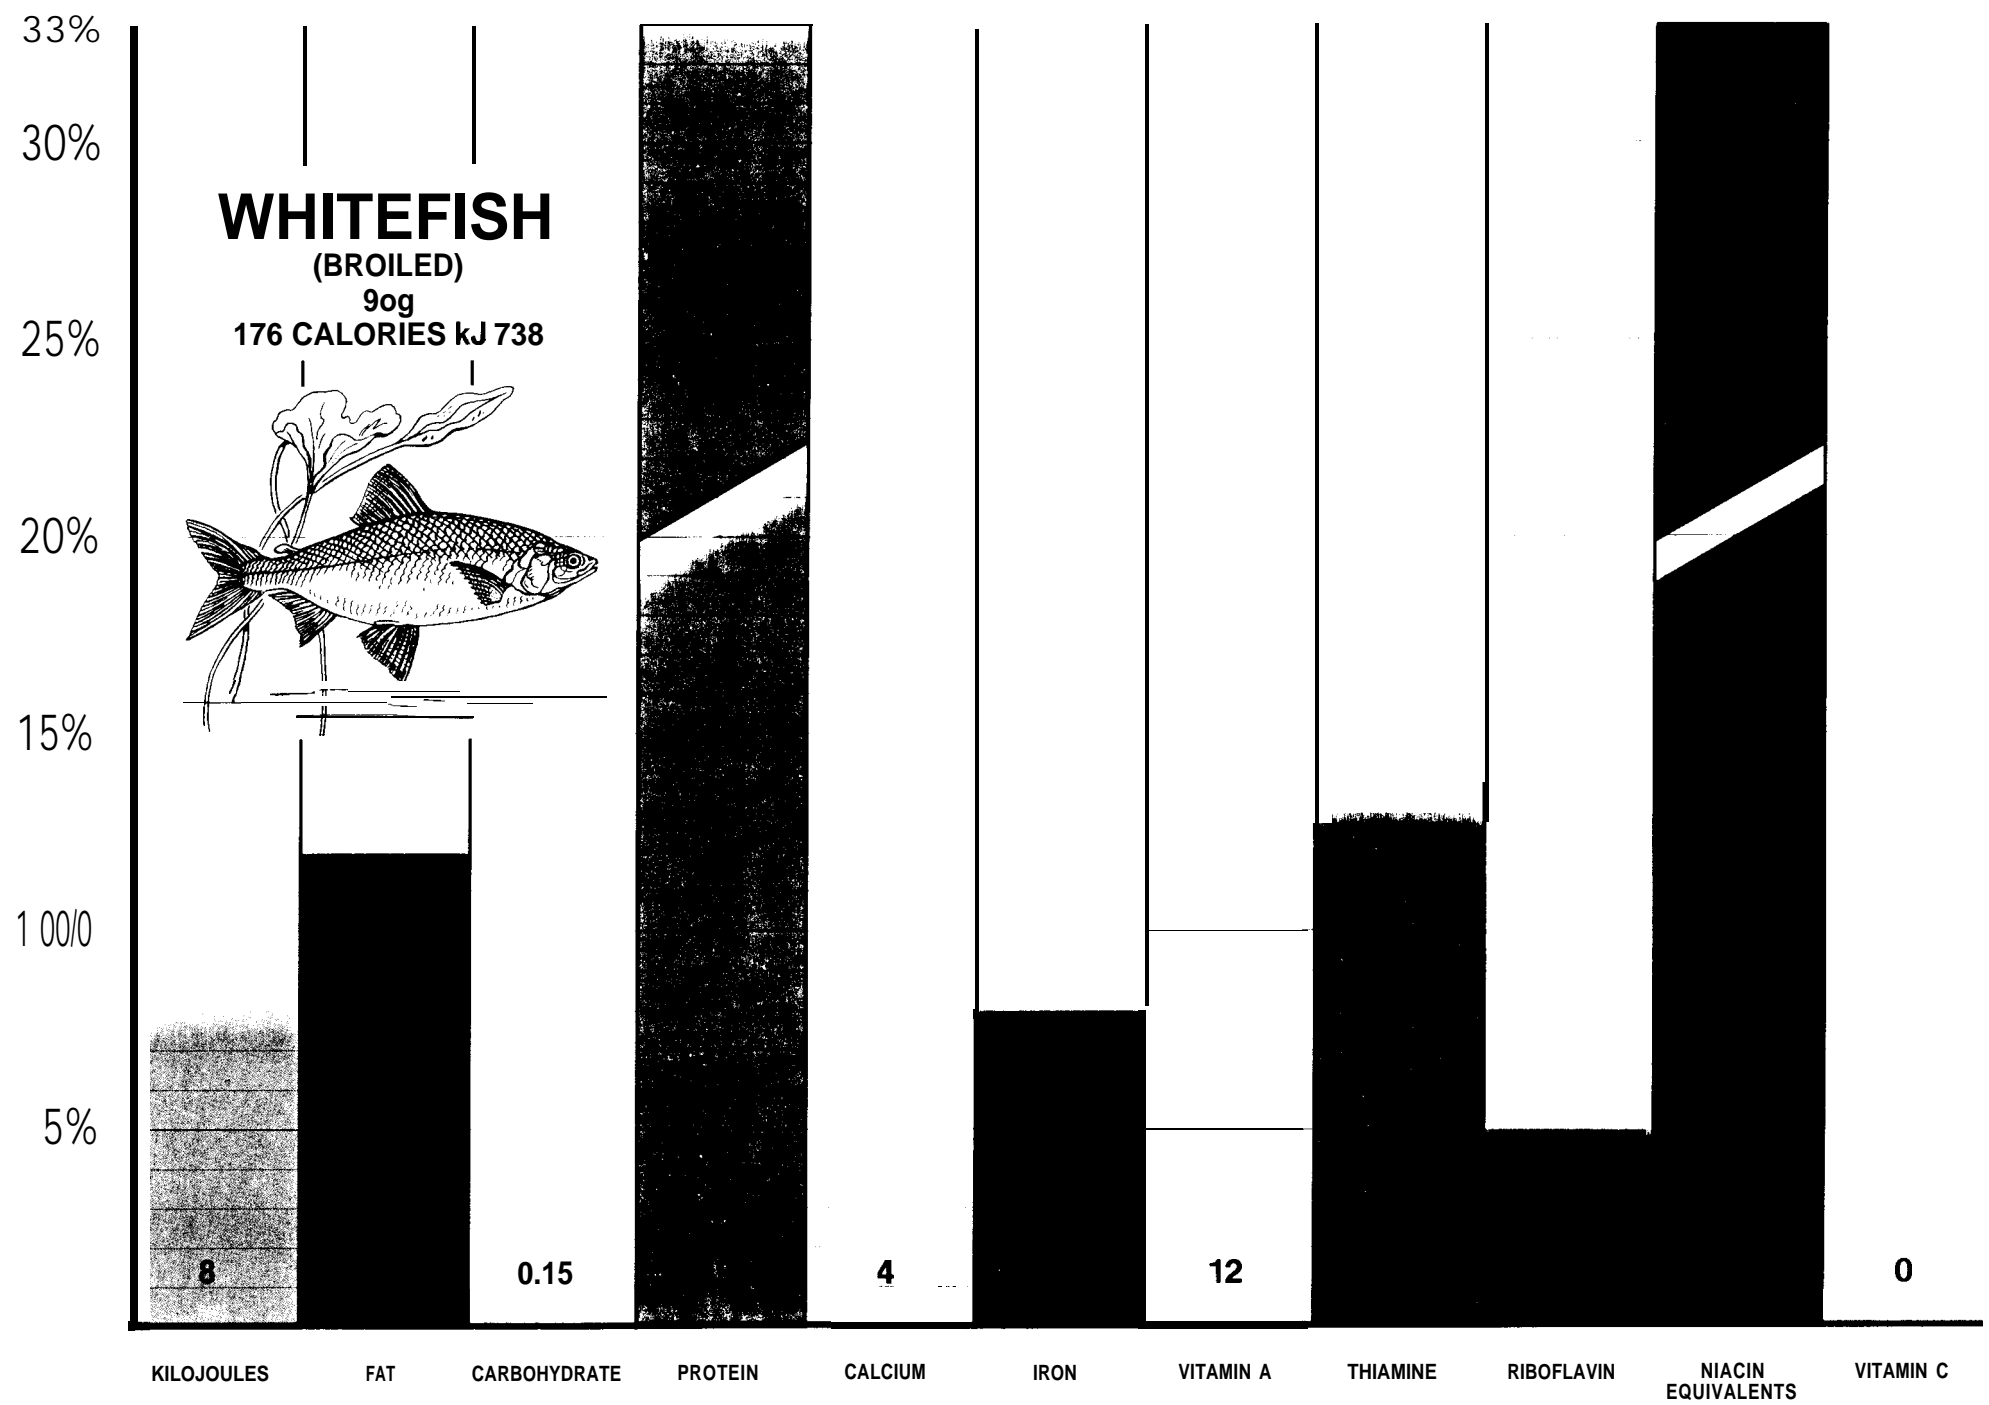 33%
30%
WHITEFISH
(BROILED)
9og
176 CALORIES kJ 738
25%
20%
15%
1 00/0
5%
8
0.15
4
12
0
KILOJOULES
FAT
CARBOHYDRATE
PROTEIN
CALCIUM
IRON
VITAMIN A
THIAMINE
RIBOFLAVIN
NIACIN
EQUIVALENTS
VITAMIN C